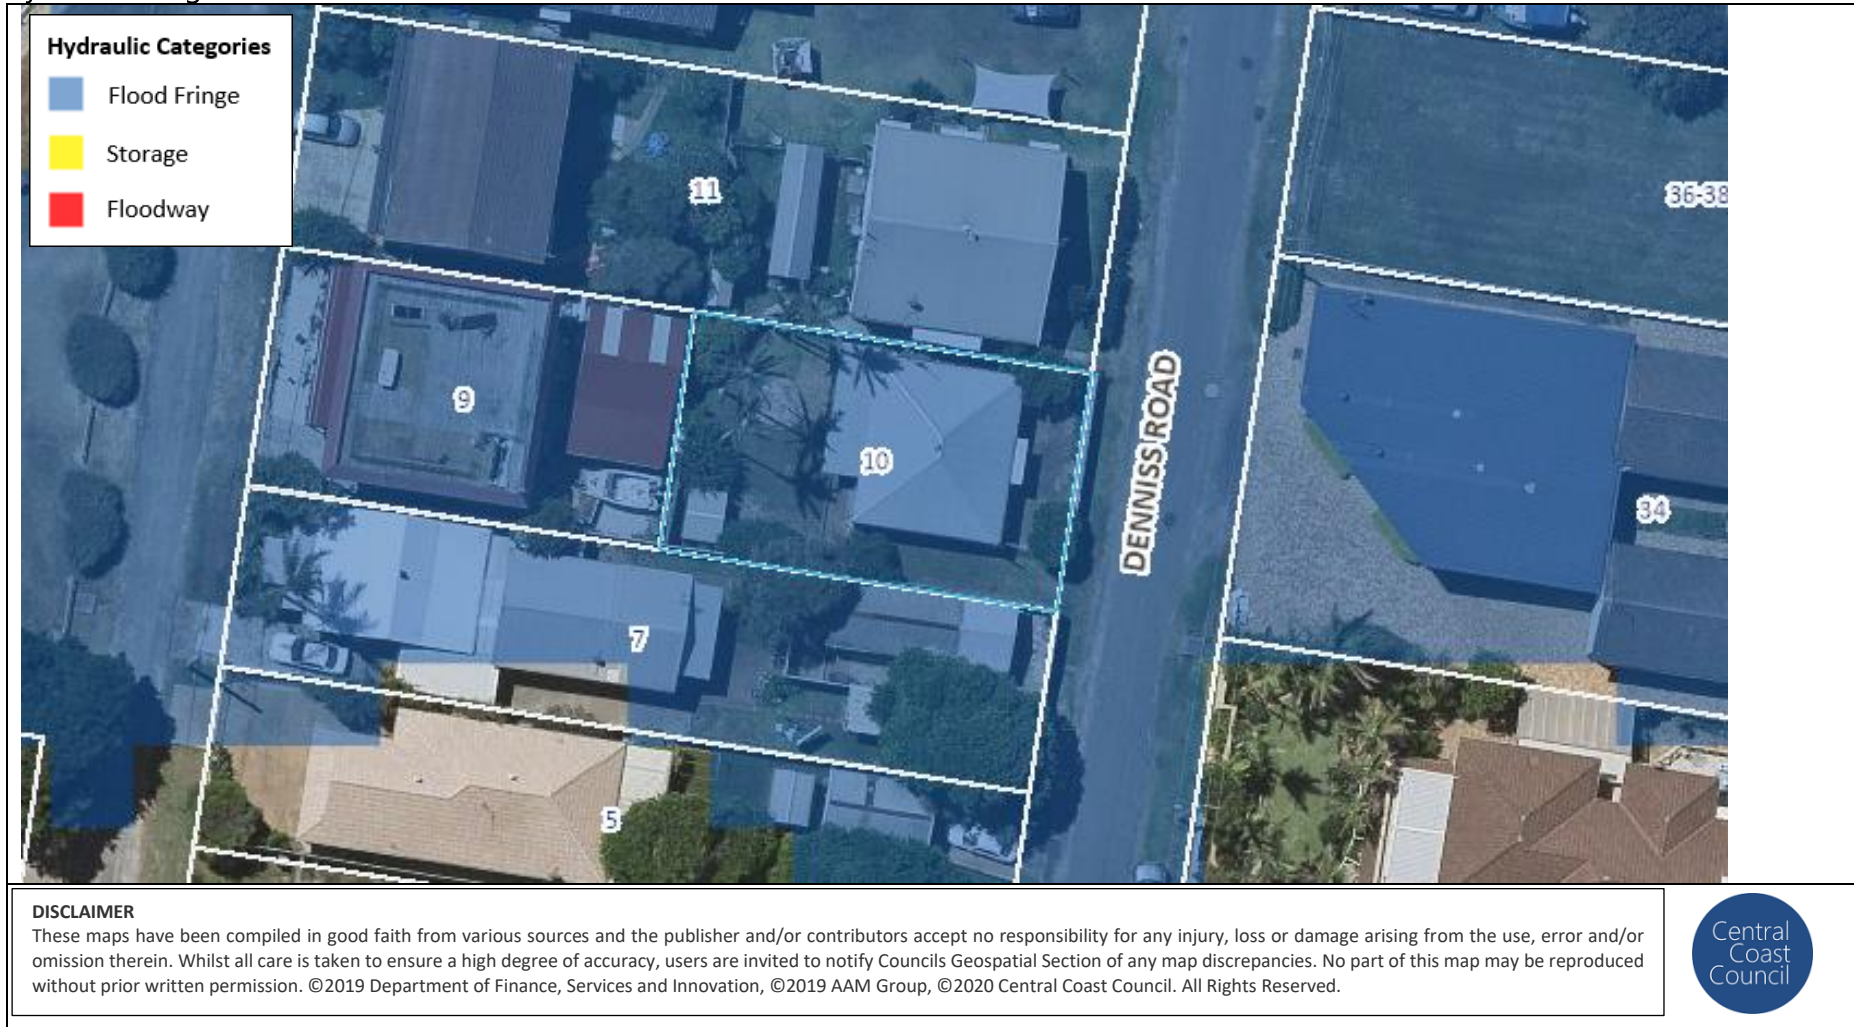 Hydraulic Categories
Flood Fringe
Storage
Floodway
11
36-38
9
10
DENNISS ROAD
34
7
5
DISCLAIMER
These maps have been compiled in good faith from various sources and the publisher and/or contributors accept no responsibility for any injury, loss or damage arising from the use, error and/or
omission therein. Whilst all care is taken to ensure a high degree of accuracy, users are invited to notify Councils Geospatial Section of any map discrepancies. No part of this map may be reproduced
without prior written permission. ©2019 Department of Finance, Services and Innovation, ©2019 AAM Group, ©2020 Central Coast Council. All Rights Reserved.
Central
Coast
Council